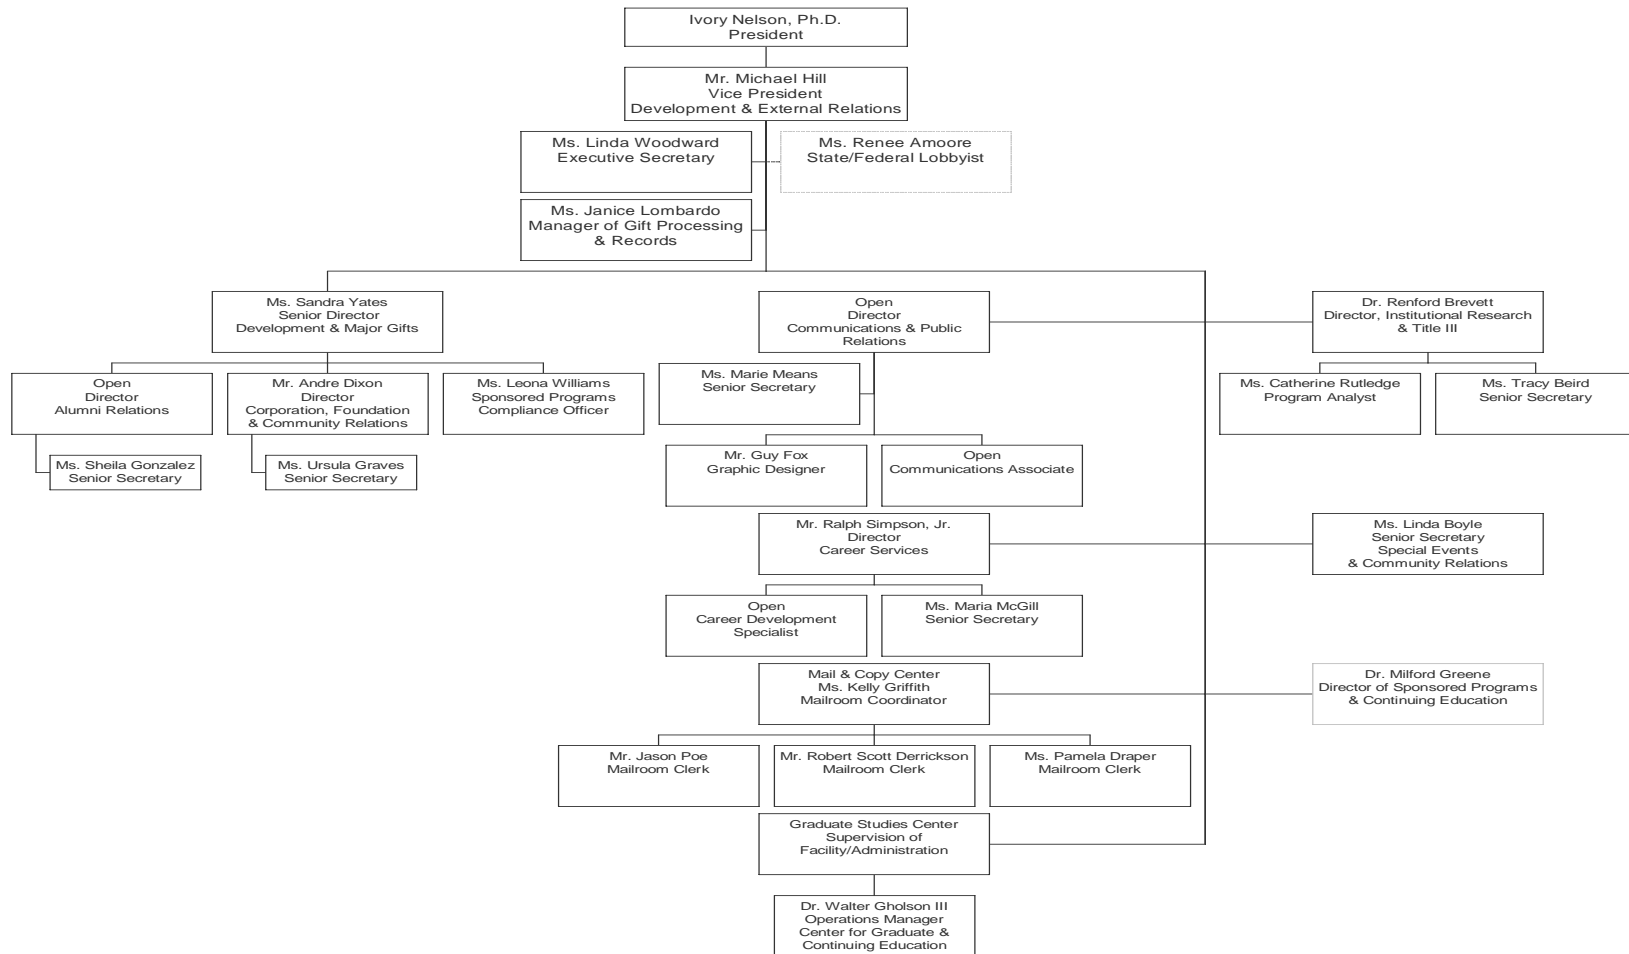 Ivory Nelson, Ph.D.
President
Mr. Michael Hill
Vice President
Development & External Relations
Ms. Linda Woodward
Executive Secretary
Ms. Renee Amoore
State/Federal Lobbyist
Ms. Janice Lombardo
Manager of Gift Processing
& Records
Ms. Sandra Yates
Senior Director
Development & Major Gifts
Open
Director
Communications & Public
Relations
Dr. Renford Brevett
Director, Institutional Research
& Title III
Open
Director
Alumni Relations
Mr. Andre Dixon
Director
Corporation, Foundation
& Community Relations
Ms. Leona Williams
Sponsored Programs
Compliance Officer
Ms. Marie Means
Senior Secretary
Ms. Catherine Rutledge
Program Analyst
Ms. Tracy Beird
Senior Secretary
Ms. Sheila Gonzalez
Senior Secretary
Ms. Ursula Graves
Senior Secretary
Mr. Guy Fox
Graphic Designer
Open
Communications Associate
Mr. Ralph Simpson, Jr.
Director
Career Services
Ms. Linda Boyle
Senior Secretary
Special Events
& Community Relations
Open
Career Development
Specialist
Ms. Maria McGill
Senior Secretary
Mail & Copy Center
Ms. Kelly Griffith
Mailroom Coordinator
Dr. Milford Greene
Director of Sponsored Programs
& Continuing Education
Mr. Jason Poe
Mailroom Clerk
Mr. Robert Scott Derrickson
Mailroom Clerk
Ms. Pamela Draper
Mailroom Clerk
Graduate Studies Center
Supervision of
Facility/Administration
Dr. Walter Gholson III
Operations Manager
Center for Graduate &
Continuing Education